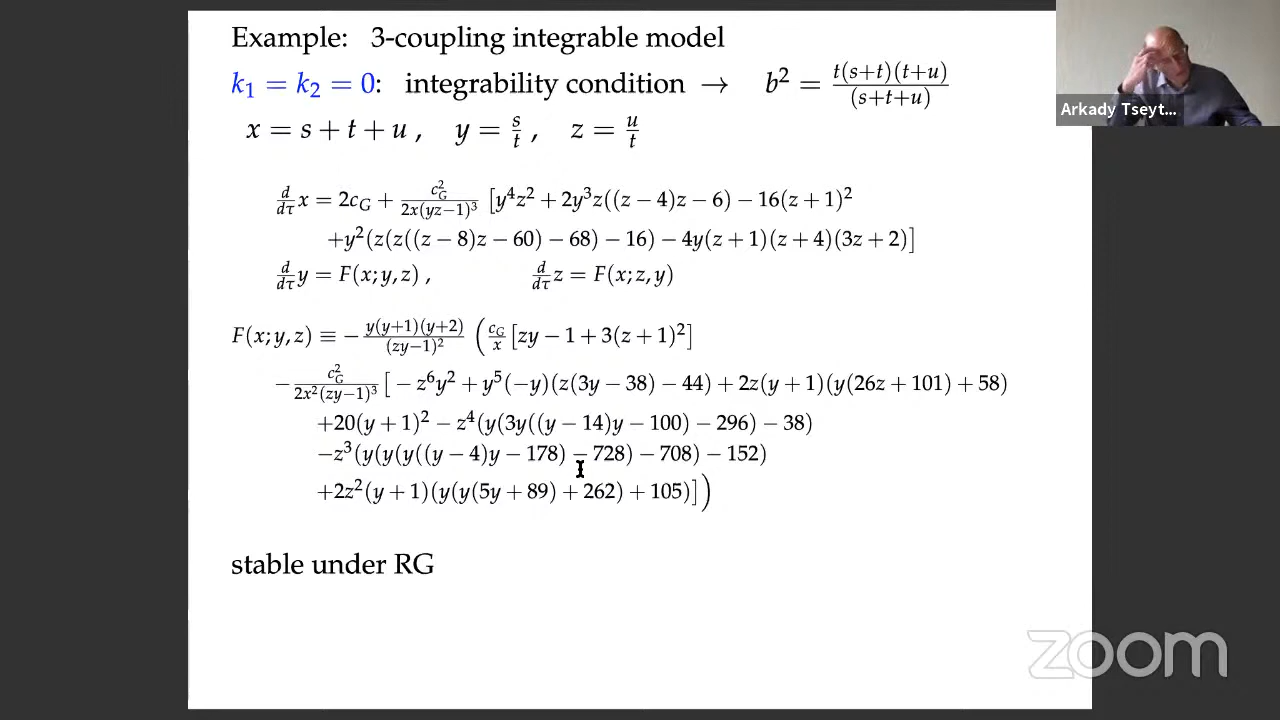 Example: 3-coupling integrable model
k₁ = k₂ = 0: integrability condition → b² = t(s+t)(t+u)/(s+t+u)
x = s + t + u , y = s/t , z = u/t
d/dτ x = 2c_G + c_G²/(2x(yz−1)³) [y⁴z² + 2y³z((z − 4)z − 6) − 16(z + 1)²
+y²(z(z((z − 8)z − 60) − 68) − 16) − 4y(z + 1)(z + 4)(3z + 2)]
d/dτ y = F(x; y, z) , d/dτ z = F(x; z, y)
F(x; y, z) ≡ − y(y+1)(y+2)/(zy−1)² ( c_G/x [zy − 1 + 3(z + 1)²]
− c_G²/(2x²(zy−1)³) [ − z⁶y² + y⁵(−y)(z(3y − 38) − 44) + 2z(y + 1)(y(26z + 101) + 58)
+20(y + 1)² − z⁴(y(3y((y − 14)y − 100) − 296) − 38)
−z³(y(y(y((y − 4)y − 178) − 728) − 708) − 152)
+2z²(y + 1)(y(y(5y + 89) + 262) + 105)] )
stable under RG
Arkady Tseyt...
zoom